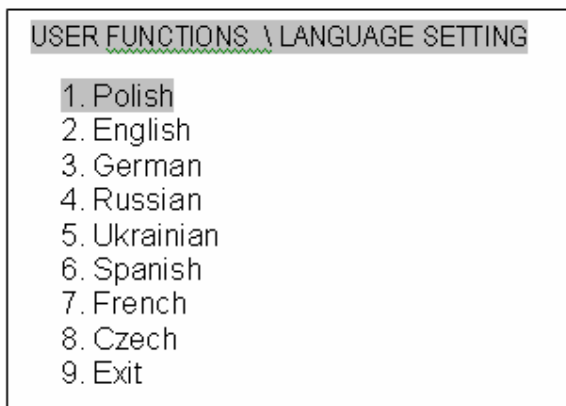 USER FUNCTIONS \ LANGUAGE SETTING
1. Polish
2. English
3. German
4. Russian
5. Ukrainian
6. Spanish
7. French
8. Czech
9. Exit